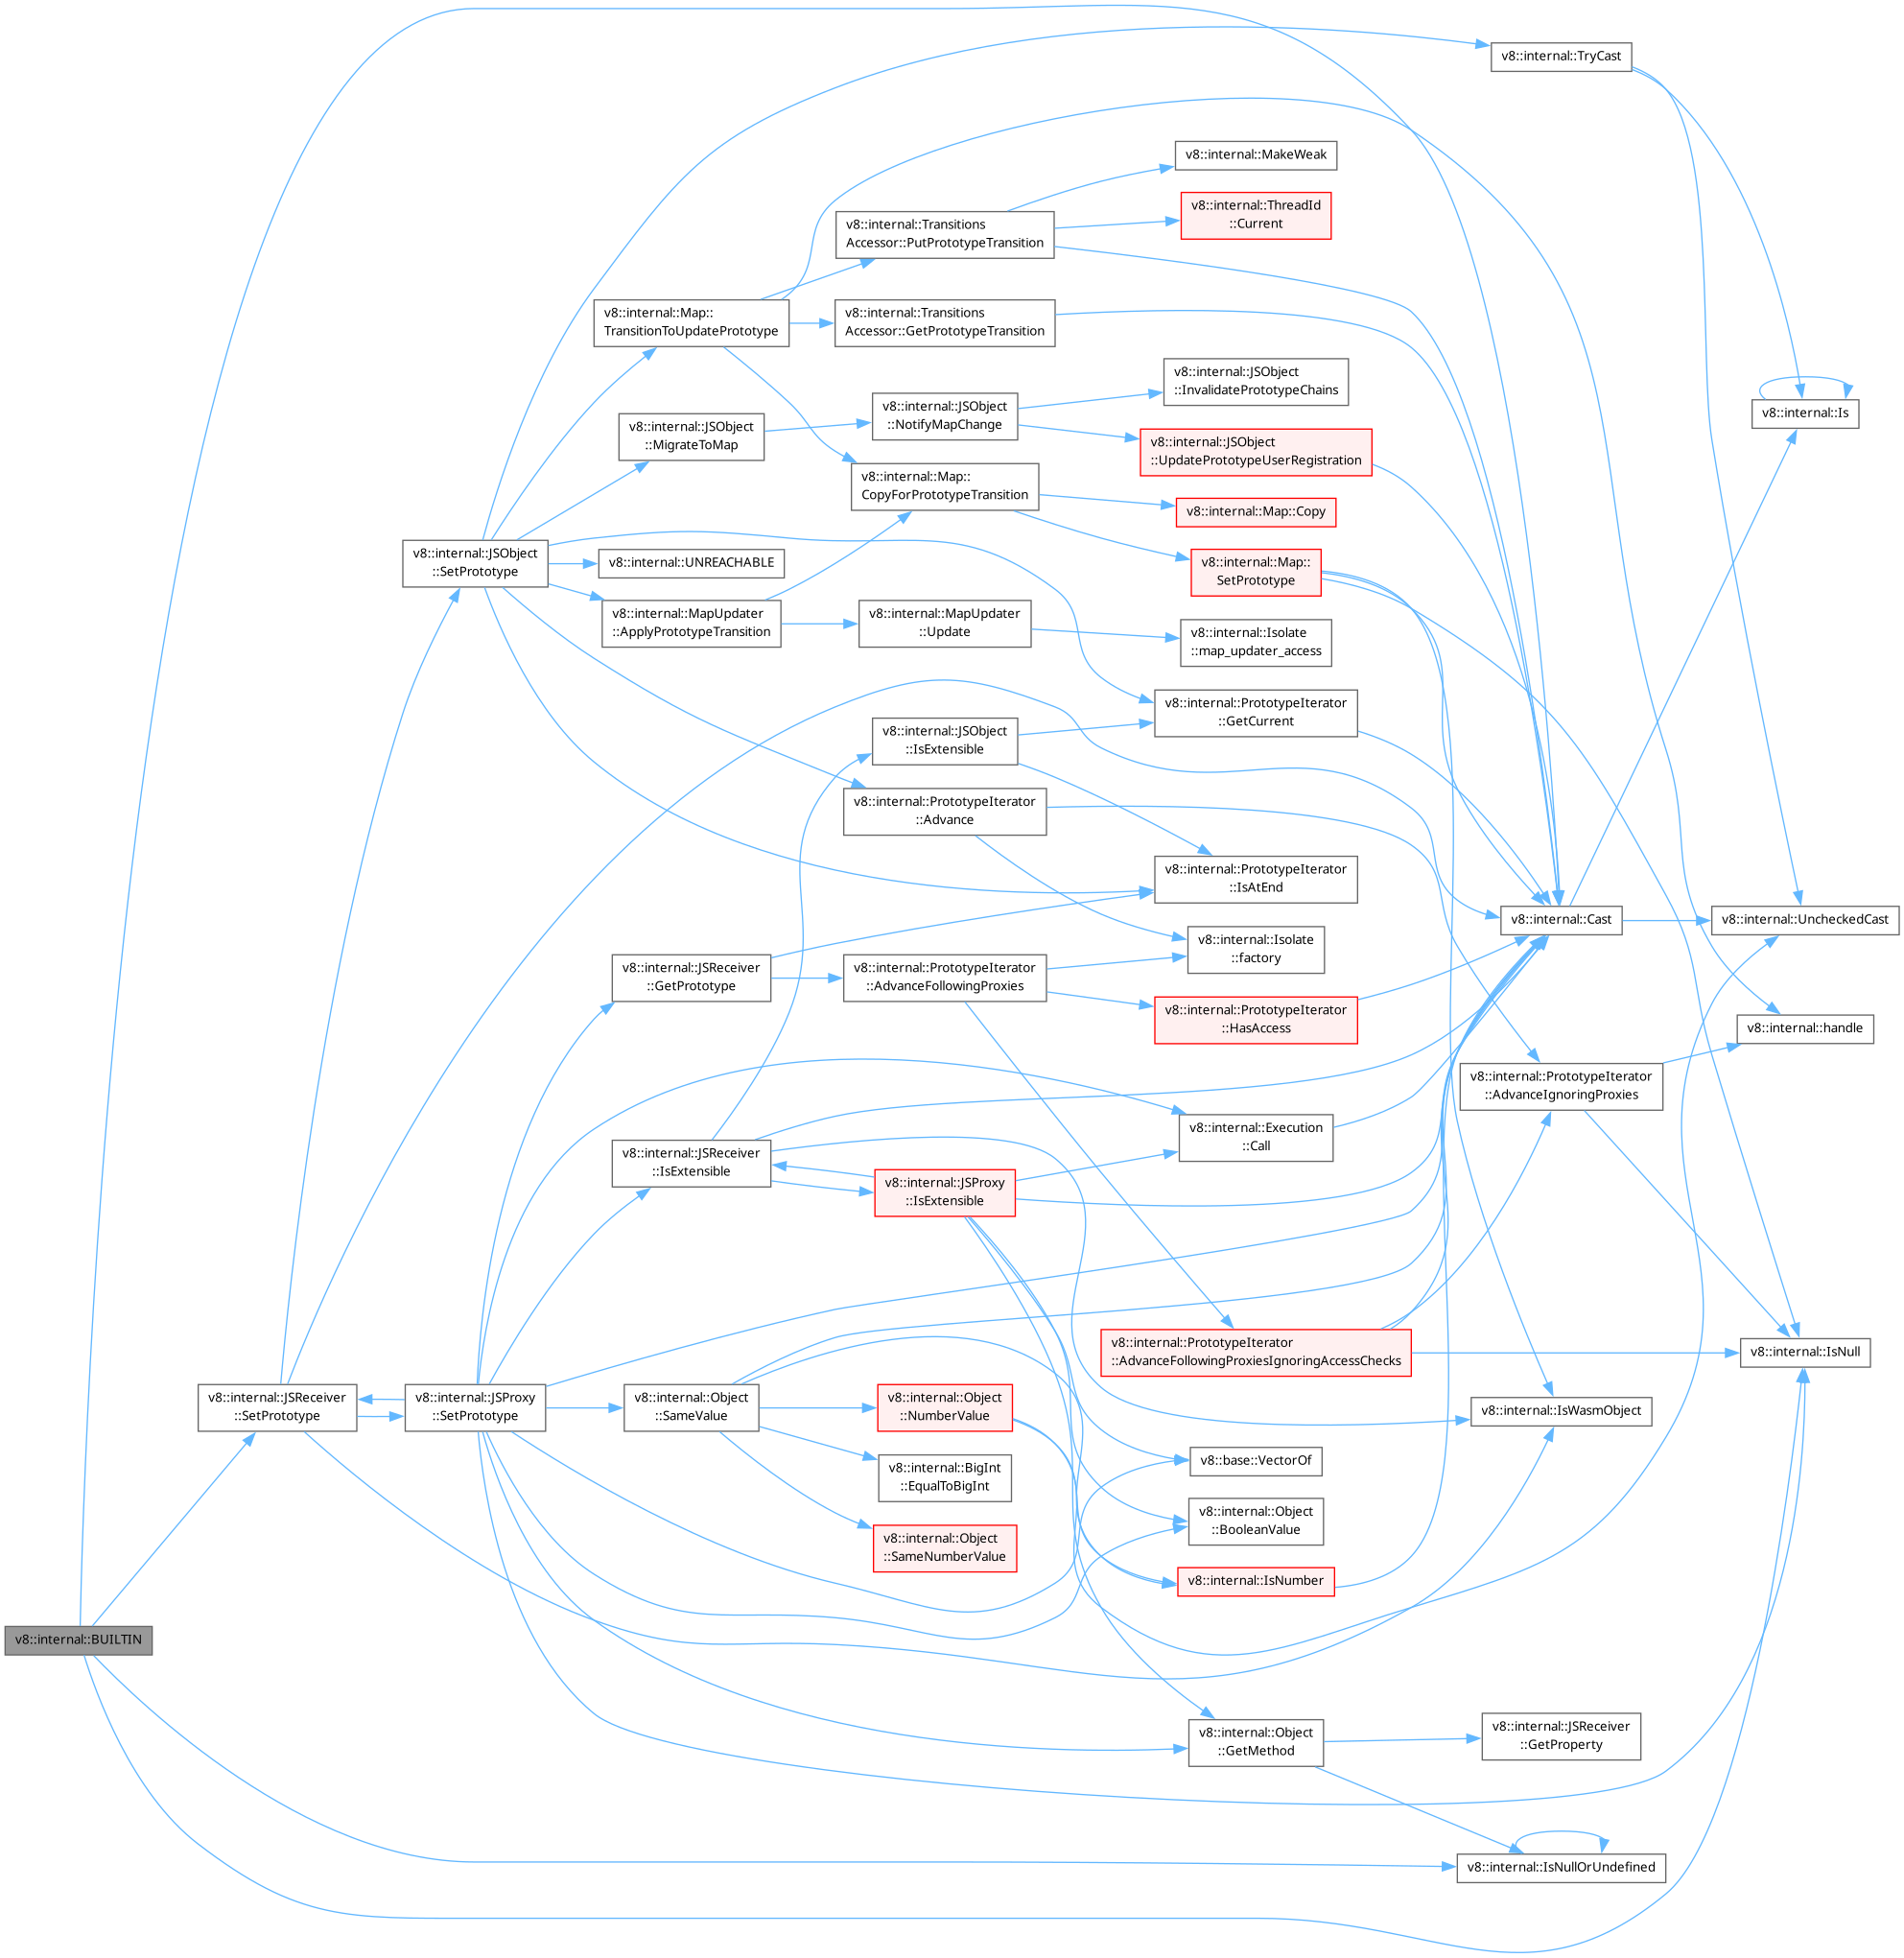 v8::internal::TryCast
v8::internal::MakeWeak
v8::internal::ThreadId
::Current
v8::internal::Transitions
Accessor::PutPrototypeTransition
v8::internal::Map::
TransitionToUpdatePrototype
v8::internal::Transitions
Accessor::GetPrototypeTransition
v8::internal::JSObject
::InvalidatePrototypeChains
v8::internal::Is
v8::internal::JSObject
::MigrateToMap
v8::internal::JSObject
::NotifyMapChange
v8::internal::JSObject
::UpdatePrototypeUserRegistration
v8::internal::Map::
CopyForPrototypeTransition
v8::internal::Map::Copy
v8::internal::JSObject
::SetPrototype
v8::internal::UNREACHABLE
v8::internal::Map::
SetPrototype
v8::internal::MapUpdater
::ApplyPrototypeTransition
v8::internal::MapUpdater
::Update
v8::internal::Isolate
::map_updater_access
v8::internal::PrototypeIterator
::GetCurrent
v8::internal::JSObject
::IsExtensible
v8::internal::PrototypeIterator
::Advance
v8::internal::PrototypeIterator
::IsAtEnd
v8::internal::Cast
v8::internal::UncheckedCast
v8::internal::Isolate
::factory
v8::internal::JSReceiver
::GetPrototype
v8::internal::PrototypeIterator
::AdvanceFollowingProxies
v8::internal::PrototypeIterator
::HasAccess
v8::internal::handle
v8::internal::PrototypeIterator
::AdvanceIgnoringProxies
v8::internal::Execution
::Call
v8::internal::JSReceiver
::IsExtensible
v8::internal::JSProxy
::IsExtensible
v8::internal::PrototypeIterator
::AdvanceFollowingProxiesIgnoringAccessChecks
v8::internal::IsNull
v8::internal::JSReceiver
::SetPrototype
v8::internal::JSProxy
::SetPrototype
v8::internal::Object
::SameValue
v8::internal::Object
::NumberValue
v8::internal::IsWasmObject
v8::base::VectorOf
v8::internal::BigInt
::EqualToBigInt
v8::internal::Object
::BooleanValue
v8::internal::Object
::SameNumberValue
v8::internal::IsNumber
v8::internal::BUILTIN
v8::internal::Object
::GetMethod
v8::internal::JSReceiver
::GetProperty
v8::internal::IsNullOrUndefined